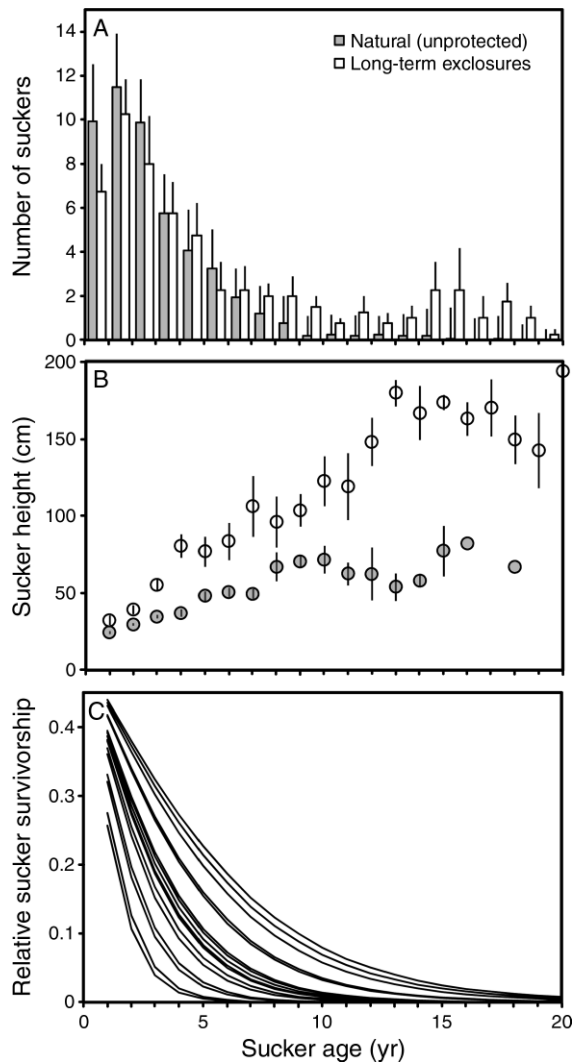 A
Natural (unprotected)
Long-term exclosures
Number of suckers
14
12
10
8
6
4
2
0
B
Sucker height (cm)
200
150
100
50
0
C
Relative sucker survivorship
0.4
0.3
0.2
0.1
0
0 5 10 15 20
Sucker age (yr)